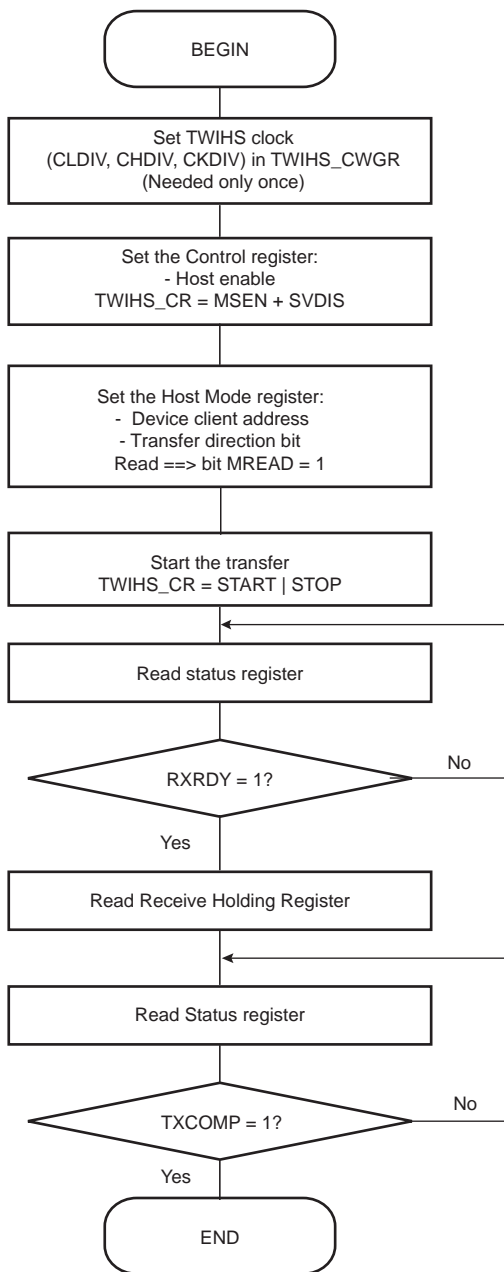 BEGIN
Set TWIHS clock
(CLDIV, CHDIV, CKDIV) in TWIHS_CWGR
(Needed only once)
Set the Control register:
- Host enable
TWIHS_CR = MSEN + SVDIS
Set the Host Mode register:
- Device client address
- Transfer direction bit
Read ==> bit MREAD = 1
Start the transfer
TWIHS_CR = START | STOP
Read status register
RXRDY = 1?
No
Yes
Read Receive Holding Register
Read Status register
TXCOMP = 1?
No
Yes
END